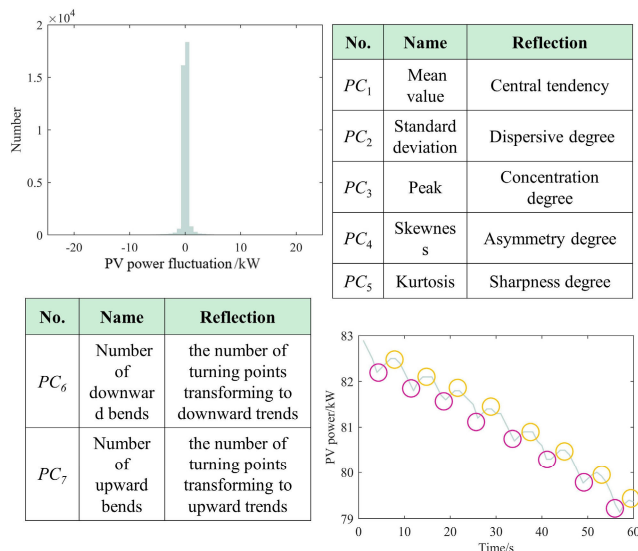 ×10⁴
2
1.5
1
0.5
0
Number
-20 -10 0 10 20
PV power fluctuation/kW
No. Name Reflection
PC₁ Mean value Central tendency
PC₂ Standard deviation Dispersive degree
PC₃ Peak Concentration degree
PC₄ Skewnes s Asymmetry degree
PC₅ Kurtosis Sharpness degree
No. Name Reflection
PC₆ Number of downwar d bends the number of turning points transforming to downward trends
PC₇ Number of upward bends the number of turning points transforming to upward trends
83
82
81
80
79
PV power/kW
0 10 20 30 40 50 60
Time/s